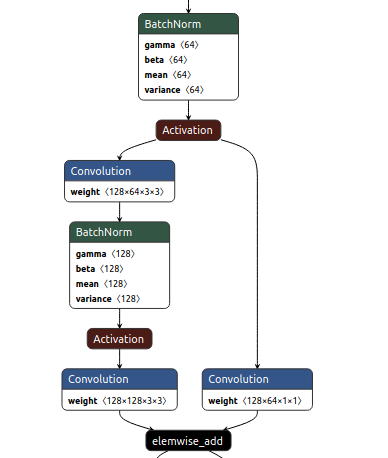 BatchNorm
gamma ⟨64⟩
beta ⟨64⟩
mean ⟨64⟩
variance ⟨64⟩
Activation
Convolution
weight ⟨128×64×3×3⟩
BatchNorm
gamma ⟨128⟩
beta ⟨128⟩
mean ⟨128⟩
variance ⟨128⟩
Activation
Convolution
weight ⟨128×128×3×3⟩
Convolution
weight ⟨128×64×1×1⟩
elemwise_add